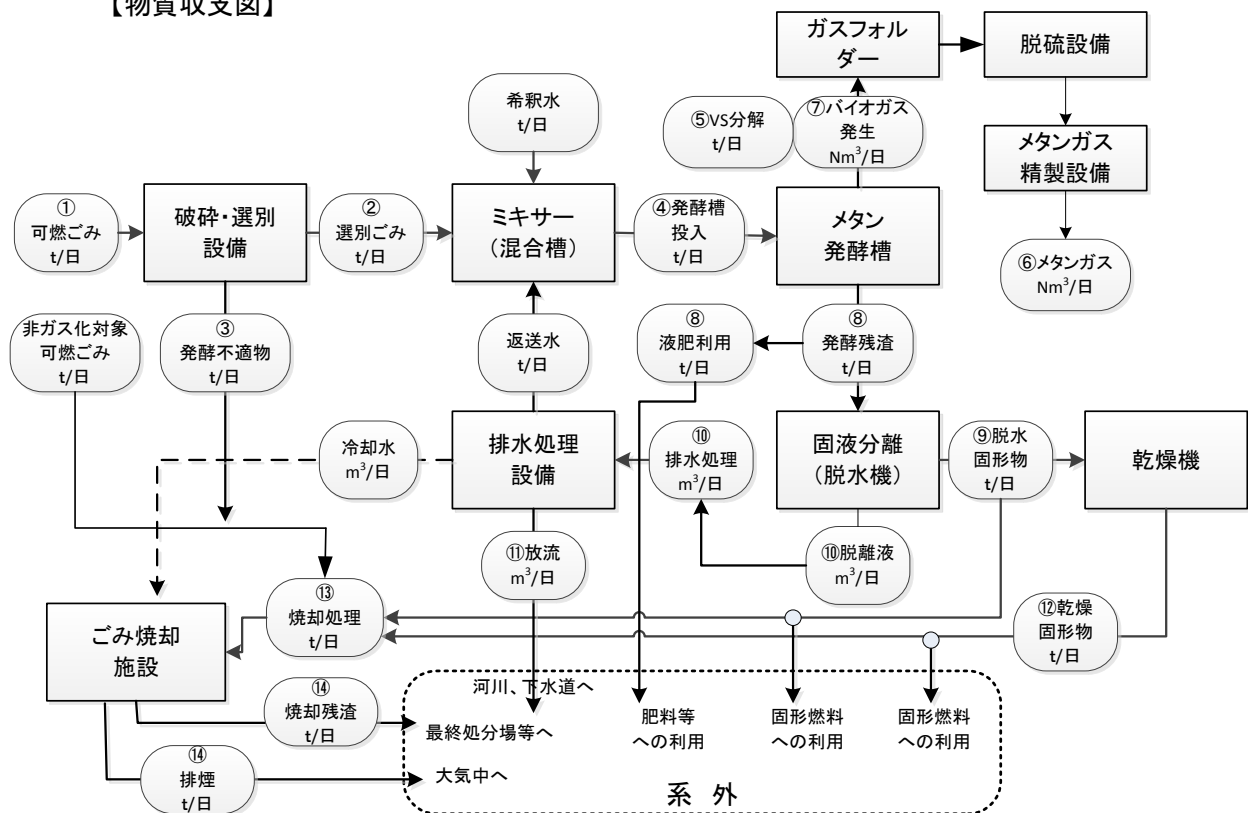 【物質収支図】
ガスフォル
ダー
脱硫設備
希釈水
t/日
⑤VS分解
t/日
⑦バイオガス
発生
Nm³/日
メタンガス
精製設備
①
可燃ごみ
t/日
破砕・選別
設備
②
選別ごみ
t/日
ミキサー
（混合槽）
④発酵槽
投入
t/日
メタン
発酵槽
⑥メタンガス
Nm³/日
非ガス化対象
可燃ごみ
t/日
③
発酵不適物
t/日
返送水
t/日
⑧
液肥利用
t/日
⑧
発酵残渣
t/日
冷却水
m³/日
排水処理
設備
⑩
排水処理
m³/日
固液分離
（脱水機）
⑨脱水
固形物
t/日
乾燥機
⑪放流
m³/日
⑩脱離液
m³/日
ごみ焼却
施設
⑬
焼却処理
t/日
⑫乾燥
固形物
t/日
⑭
焼却残渣
t/日
河川、下水道へ
最終処分場等へ
肥料等
への利用
固形燃料
への利用
固形燃料
への利用
⑭
排煙
t/日
大気中へ
系 外